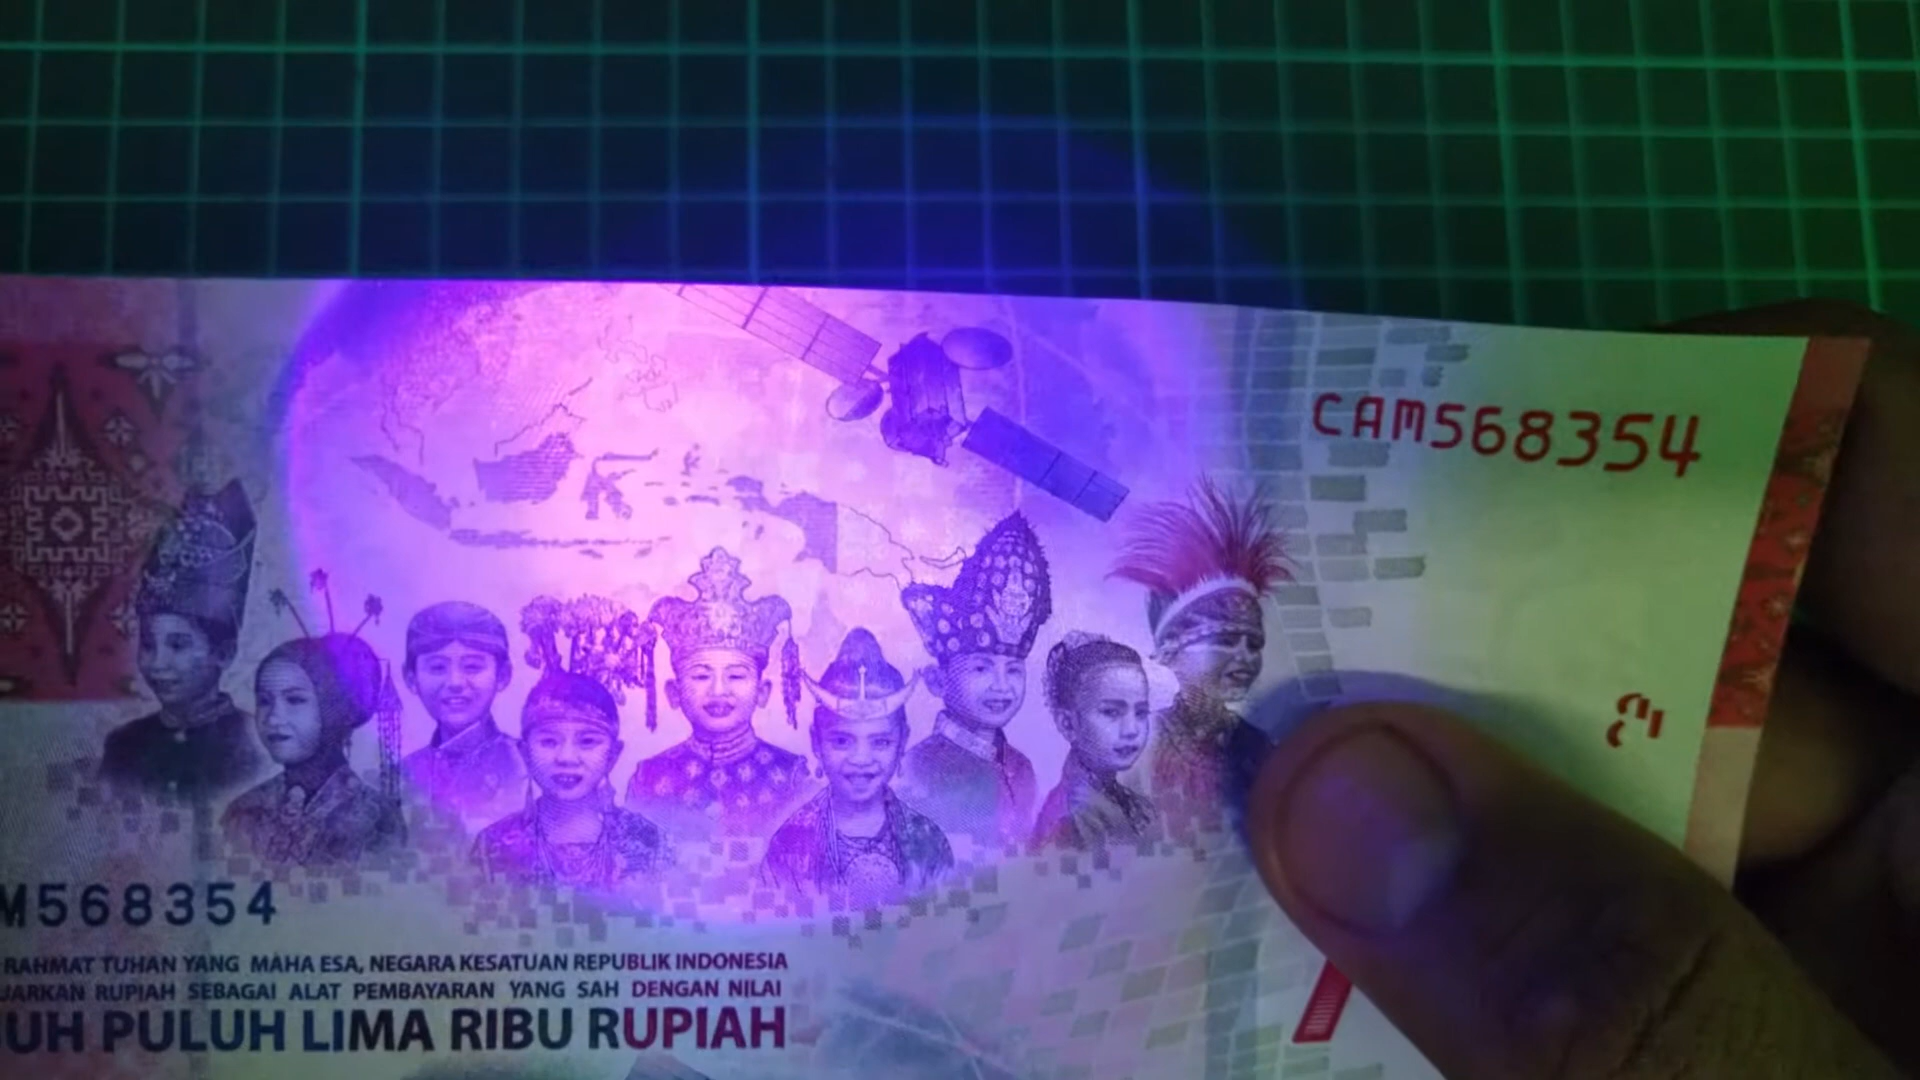 CAM568354
M568354
RAHMAT TUHAN YANG MAHA ESA, NEGARA KESATUAN REPUBLIK INDONESIA
UARKAN RUPIAH SEBAGAI ALAT PEMBAYARAN YANG SAH DENGAN NILAI
UH PULUH LIMA RIBU RUPIAH